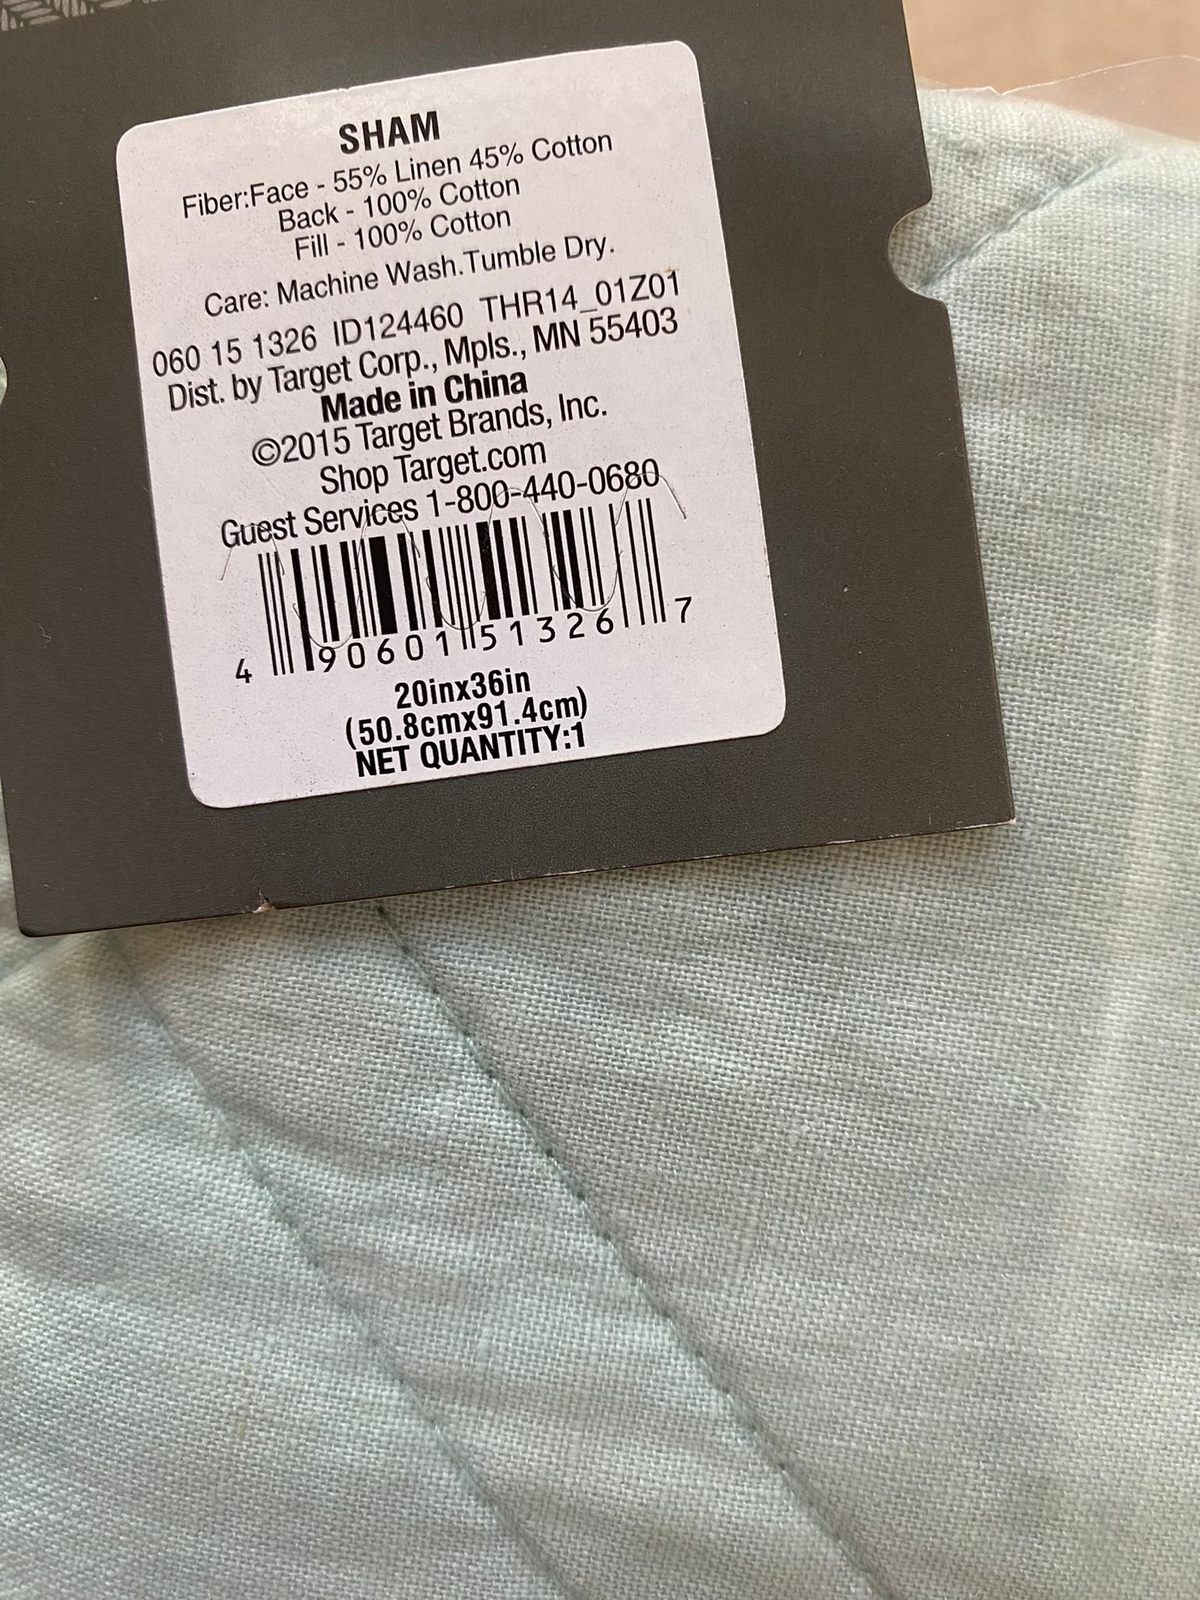 SHAM
Fiber:Face - 55% Linen 45% Cotton
Back - 100% Cotton
Fill - 100% Cotton
Care: Machine Wash.Tumble Dry.
060 15 1326 ID124460 THR14_01Z01
Dist. by Target Corp., Mpls., MN 55403
Made in China
©2015 Target Brands, Inc.
Shop Target.com
Guest Services 1-800-440-0680
4 90601 51326 7
20inx36in
(50.8cmx91.4cm)
NET QUANTITY:1